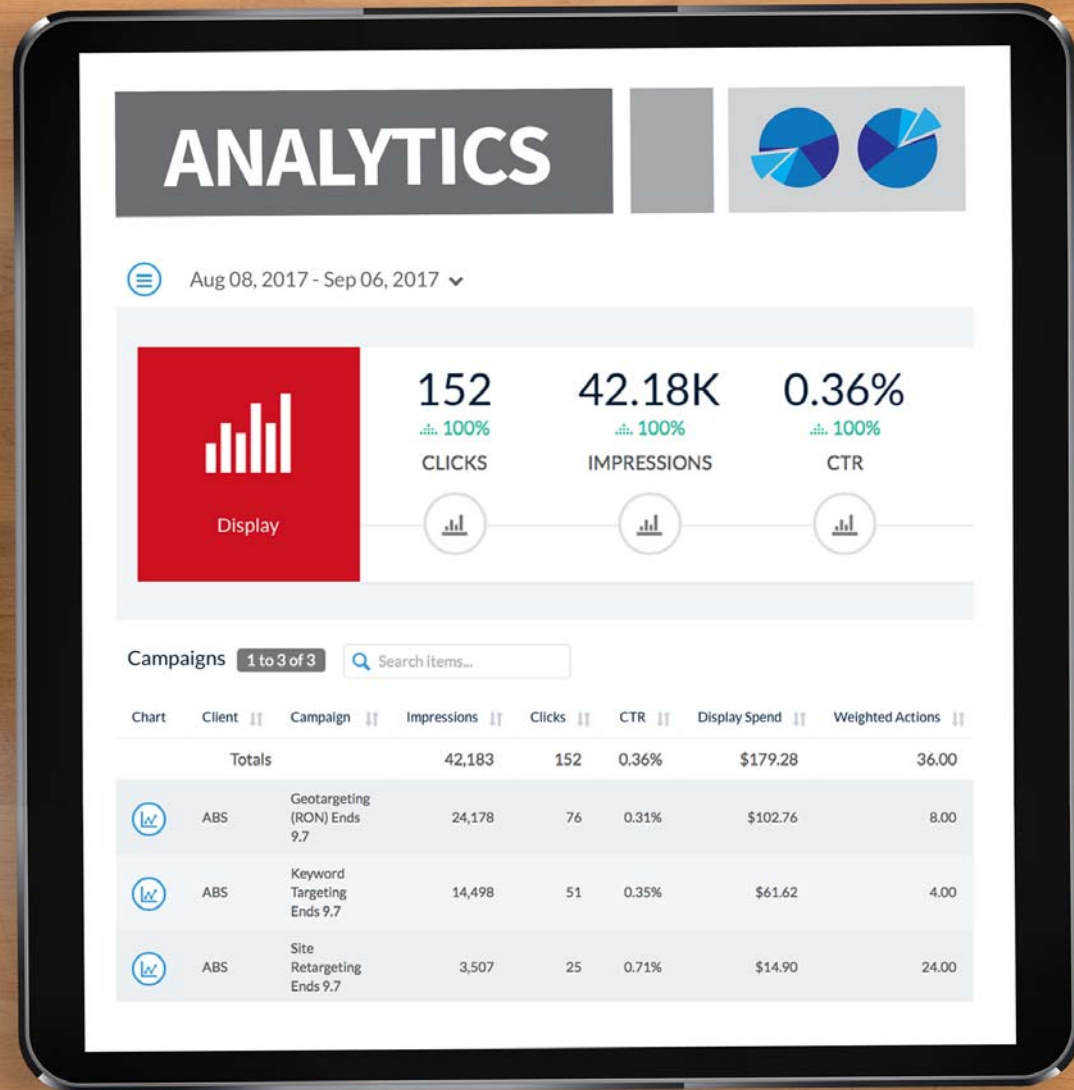 ANALYTICS
Aug 08, 2017 - Sep 06, 2017
152 42.18K 0.36%
100% 100% 100%
CLICKS IMPRESSIONS CTR
Display
Campaigns 1 to 3 of 3 Search items...
Chart Client Campaign Impressions Clicks CTR Display Spend Weighted Actions
Totals 42,183 152 0.36% $179.28 36.00
Geotargeting
ABS (RON) Ends 24,178 76 0.31% $102.76 8.00
9.7
Keyword
ABS Targeting 14,498 51 0.35% $61.62 4.00
Ends 9.7
Site
ABS Retargeting 3,507 25 0.71% $14.90 24.00
Ends 9.7